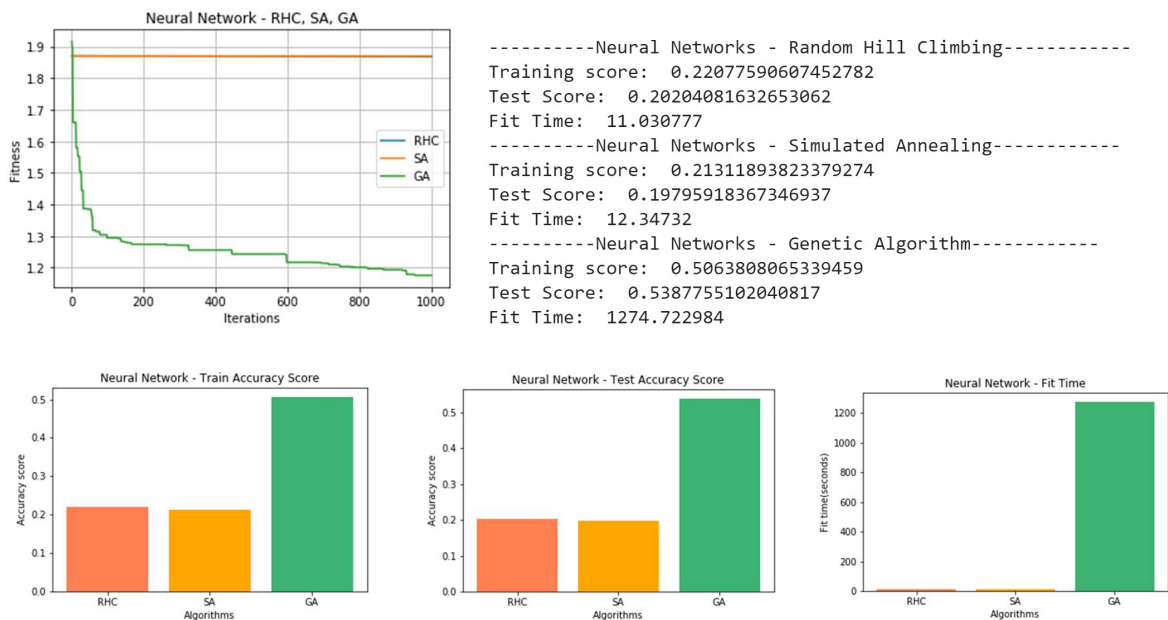 Neural Network - RHC, SA, GA
1.9
1.8
1.7
1.6
1.5
1.4
1.3
1.2
Fitness
RHC
SA
GA
0
200
400
600
800
1000
Iterations
----------Neural Networks - Random Hill Climbing------------
Training score:  0.22077590607452782
Test Score:  0.20204081632653062
Fit Time:  11.030777
----------Neural Networks - Simulated Annealing------------
Training score:  0.21311893823379274
Test Score:  0.19795918367346937
Fit Time:  12.34732
----------Neural Networks - Genetic Algorithm------------
Training score:  0.5063808065339459
Test Score:  0.5387755102040817
Fit Time:  1274.722984
Neural Network - Train Accuracy Score
0.5
0.4
0.3
0.2
0.1
0.0
Accuracy score
RHC
SA
GA
Algorithms
Neural Network - Test Accuracy Score
0.5
0.4
0.3
0.2
0.1
0.0
Accuracy score
RHC
SA
GA
Algorithms
Neural Network - Fit Time
1200
1000
800
600
400
200
0
Fit time(seconds)
RHC
SA
GA
Algorithms